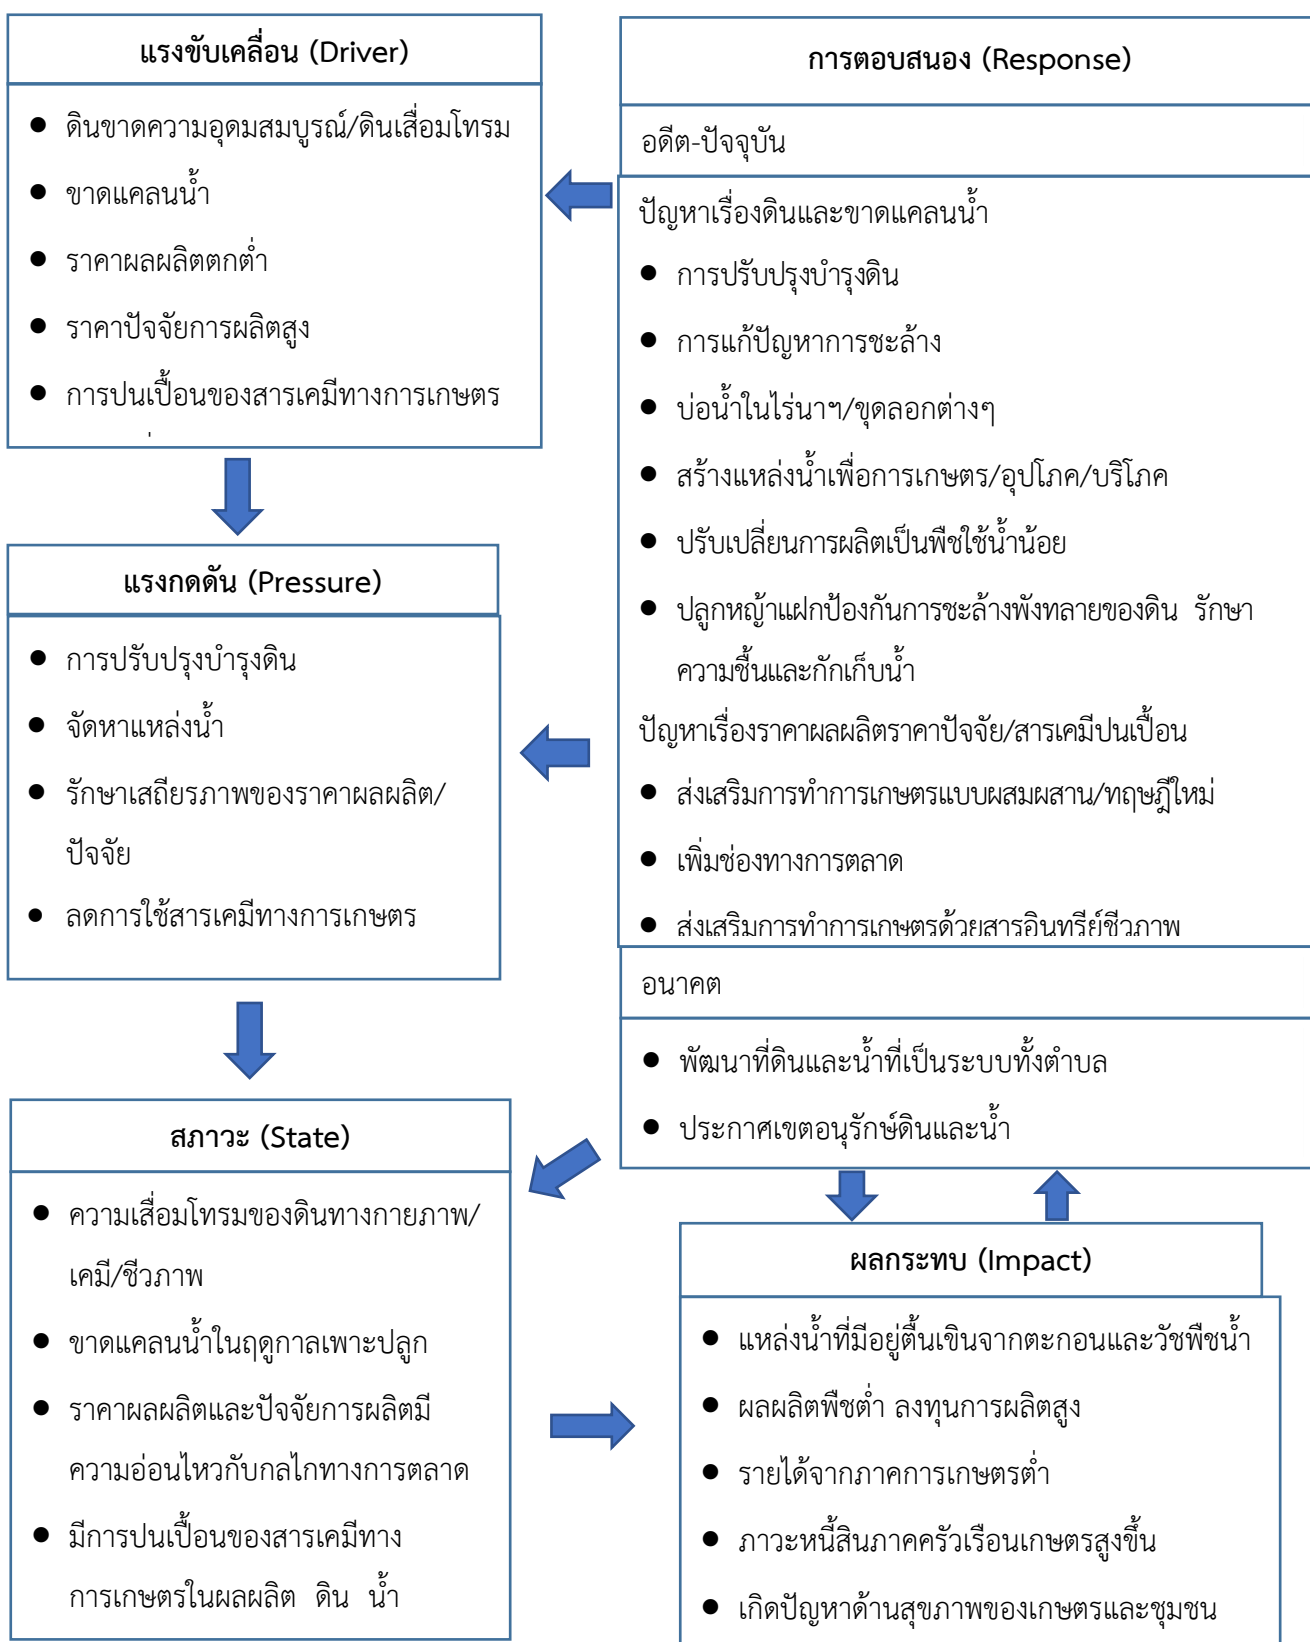 แรงขับเคลื่อน (Driver)
● ดินขาดความอุดมสมบูรณ์/ดินเสื่อมโทรม
● ขาดแคลนน้ำ
● ราคาผลผลิตตกต่ำ
● ราคาปัจจัยการผลิตสูง
● การปนเปื้อนของสารเคมีทางการเกษตร
แรงกดดัน (Pressure)
● การปรับปรุงบำรุงดิน
● จัดหาแหล่งน้ำ
● รักษาเสถียรภาพของราคาผลผลิต/
ปัจจัย
● ลดการใช้สารเคมีทางการเกษตร
สภาวะ (State)
● ความเสื่อมโทรมของดินทางกายภาพ/
เคมี/ชีวภาพ
● ขาดแคลนน้ำในฤดูกาลเพาะปลูก
● ราคาผลผลิตและปัจจัยการผลิตมี
ความอ่อนไหวกับกลไกทางการตลาด
● มีการปนเปื้อนของสารเคมีทาง
การเกษตรในผลผลิต ดิน น้ำ
การตอบสนอง (Response)
อดีต-ปัจจุบัน
ปัญหาเรื่องดินและขาดแคลนน้ำ
● การปรับปรุงบำรุงดิน
● การแก้ปัญหาการชะล้าง
● บ่อน้ำในไร่นาฯ/ขุดลอกต่างๆ
● สร้างแหล่งน้ำเพื่อการเกษตร/อุปโภค/บริโภค
● ปรับเปลี่ยนการผลิตเป็นพืชใช้น้ำน้อย
● ปลูกหญ้าแฝกป้องกันการชะล้างพังทลายของดิน รักษา
ความชื้นและกักเก็บน้ำ
ปัญหาเรื่องราคาผลผลิตราคาปัจจัย/สารเคมีปนเปื้อน
● ส่งเสริมการทำการเกษตรแบบผสมผสาน/ทฤษฎีใหม่
● เพิ่มช่องทางการตลาด
● ส่งเสริมการทำการเกษตรด้วยสารอินทรีย์ชีวภาพ
อนาคต
● พัฒนาที่ดินและน้ำที่เป็นระบบทั้งตำบล
● ประกาศเขตอนุรักษ์ดินและน้ำ
ผลกระทบ (Impact)
● แหล่งน้ำที่มีอยู่ตื้นเขินจากตะกอนและวัชพืชน้ำ
● ผลผลิตพืชต่ำ ลงทุนการผลิตสูง
● รายได้จากภาคการเกษตรต่ำ
● ภาวะหนี้สินภาคครัวเรือนเกษตรสูงขึ้น
● เกิดปัญหาด้านสุขภาพของเกษตรและชุมชน